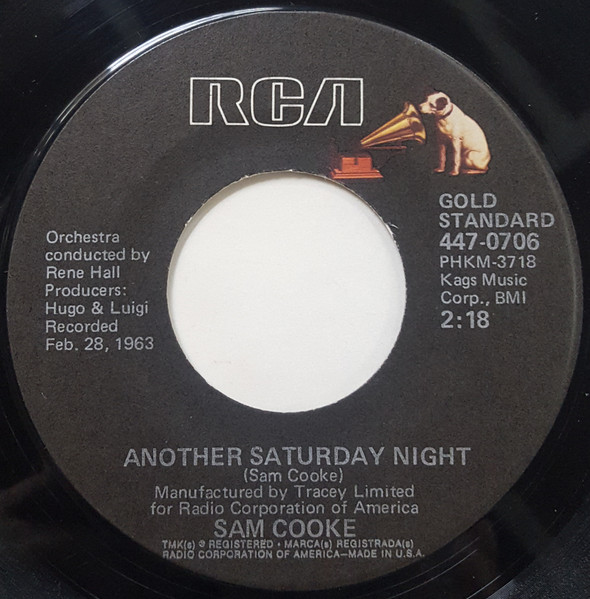 RCA
GOLD
STANDARD
447-0706
PHKM-3718
Kags Music
Corp., BMI
2:18
Orchestra
conducted by
Rene Hall
Producers:
Hugo & Luigi
Recorded
Feb. 28, 1963
ANOTHER SATURDAY NIGHT
(Sam Cooke)
Manufactured by Tracey Limited
for Radio Corporation of America
SAM COOKE
TMK(s) ® REGISTERED • MARCA(s) REGISTRADA(s)
RADIO CORPORATION OF AMERICA—MADE IN U.S.A.